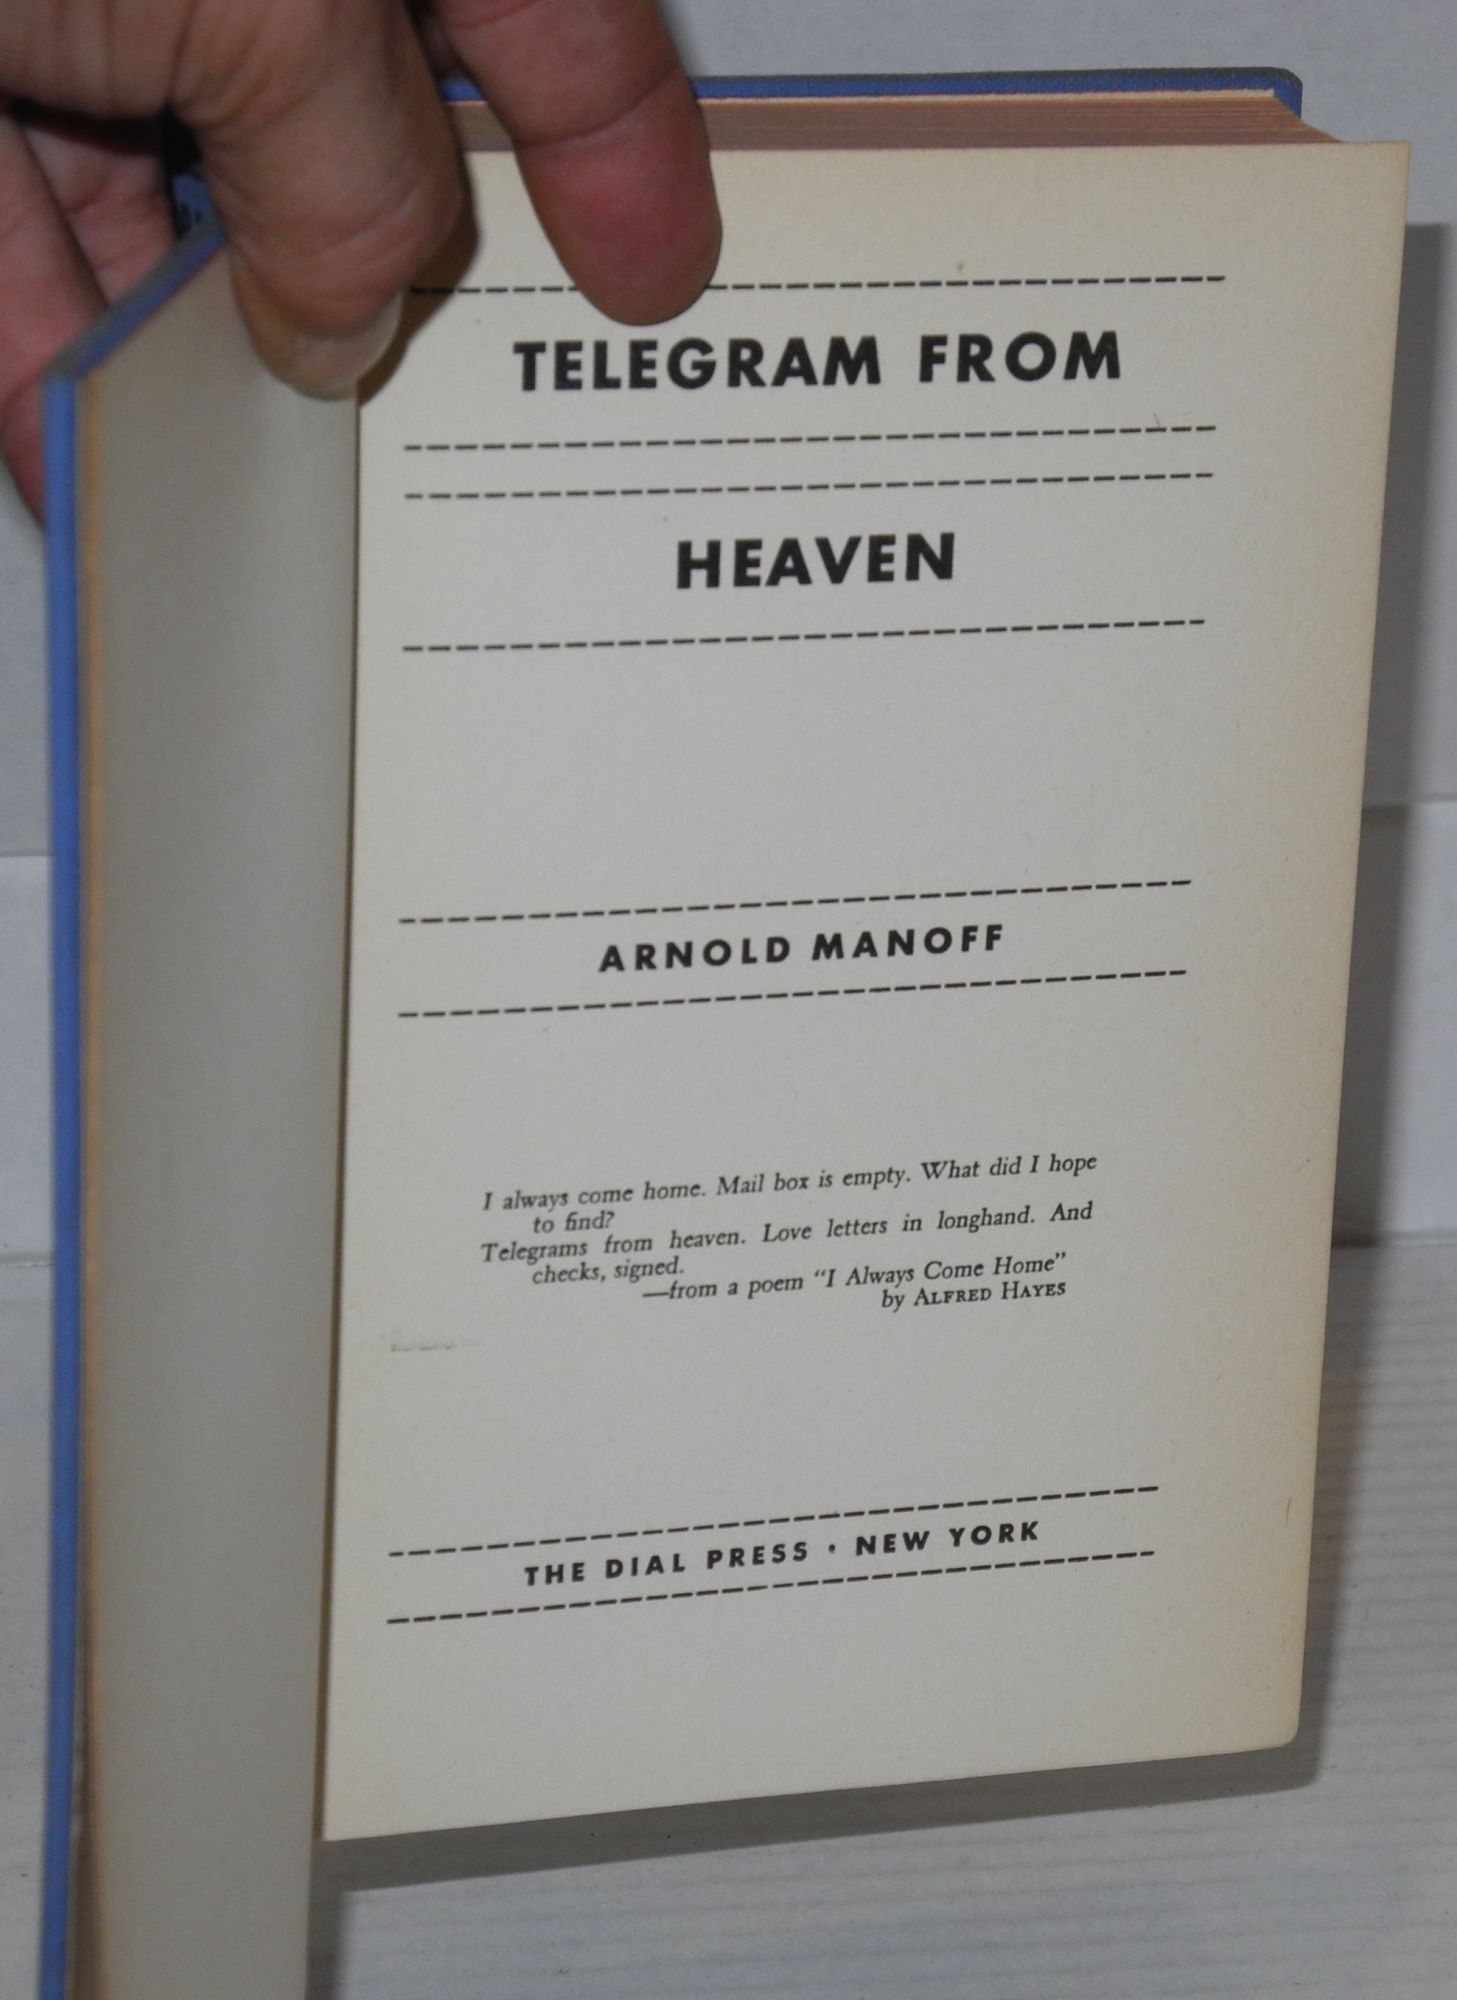 TELEGRAM FROM
HEAVEN
ARNOLD MANOFF
I always come home. Mail box is empty. What did I hope
to find?
Telegrams from heaven. Love letters in longhand. And
checks, signed.
—from a poem “I Always Come Home”
by ALFRED HAYES
THE DIAL PRESS · NEW YORK